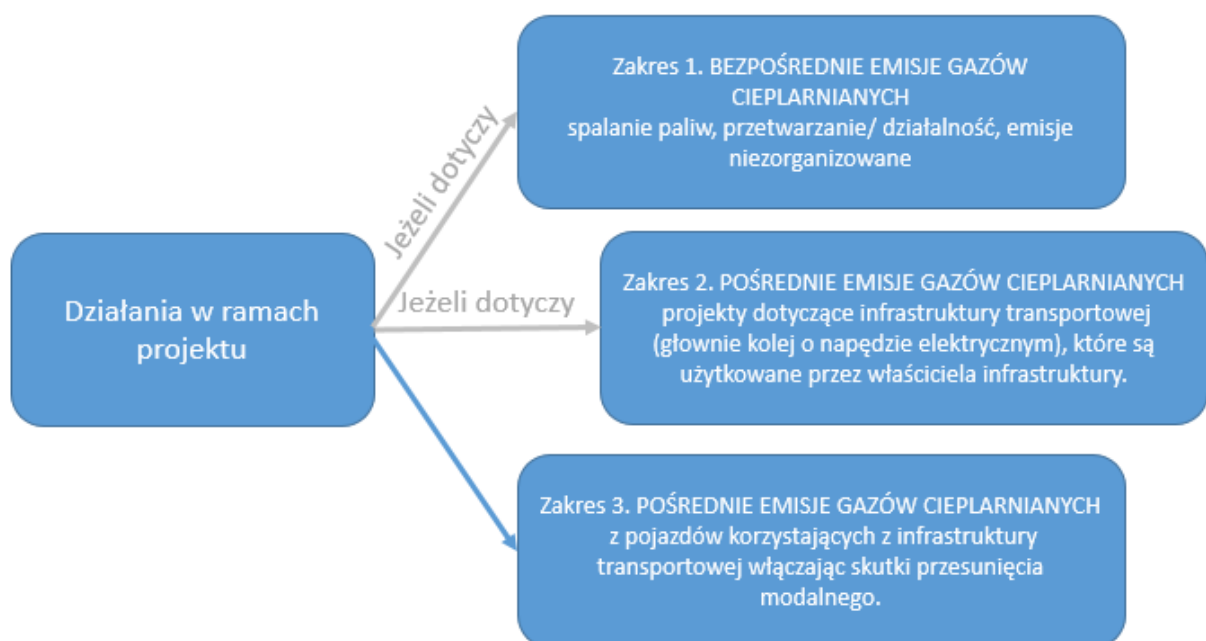 Zakres 1. BEZPOŚREDNIE EMISJE GAZÓW
CIEPLARNIANYCH
spalanie paliw, przetwarzanie/ działalność, emisje
niezorganizowane
Jeżeli dotyczy
Działania w ramach
projektu
Jeżeli dotyczy
Zakres 2. POŚREDNIE EMISJE GAZÓW CIEPLARNIANYCH
projekty dotyczące infrastruktury transportowej
(głownie kolej o napędzie elektrycznym), które są
użytkowane przez właściciela infrastruktury.
Zakres 3. POŚREDNIE EMISJE GAZÓW CIEPLARNIANYCH
z pojazdów korzystających z infrastruktury
transportowej włączając skutki przesunięcia
modalnego.